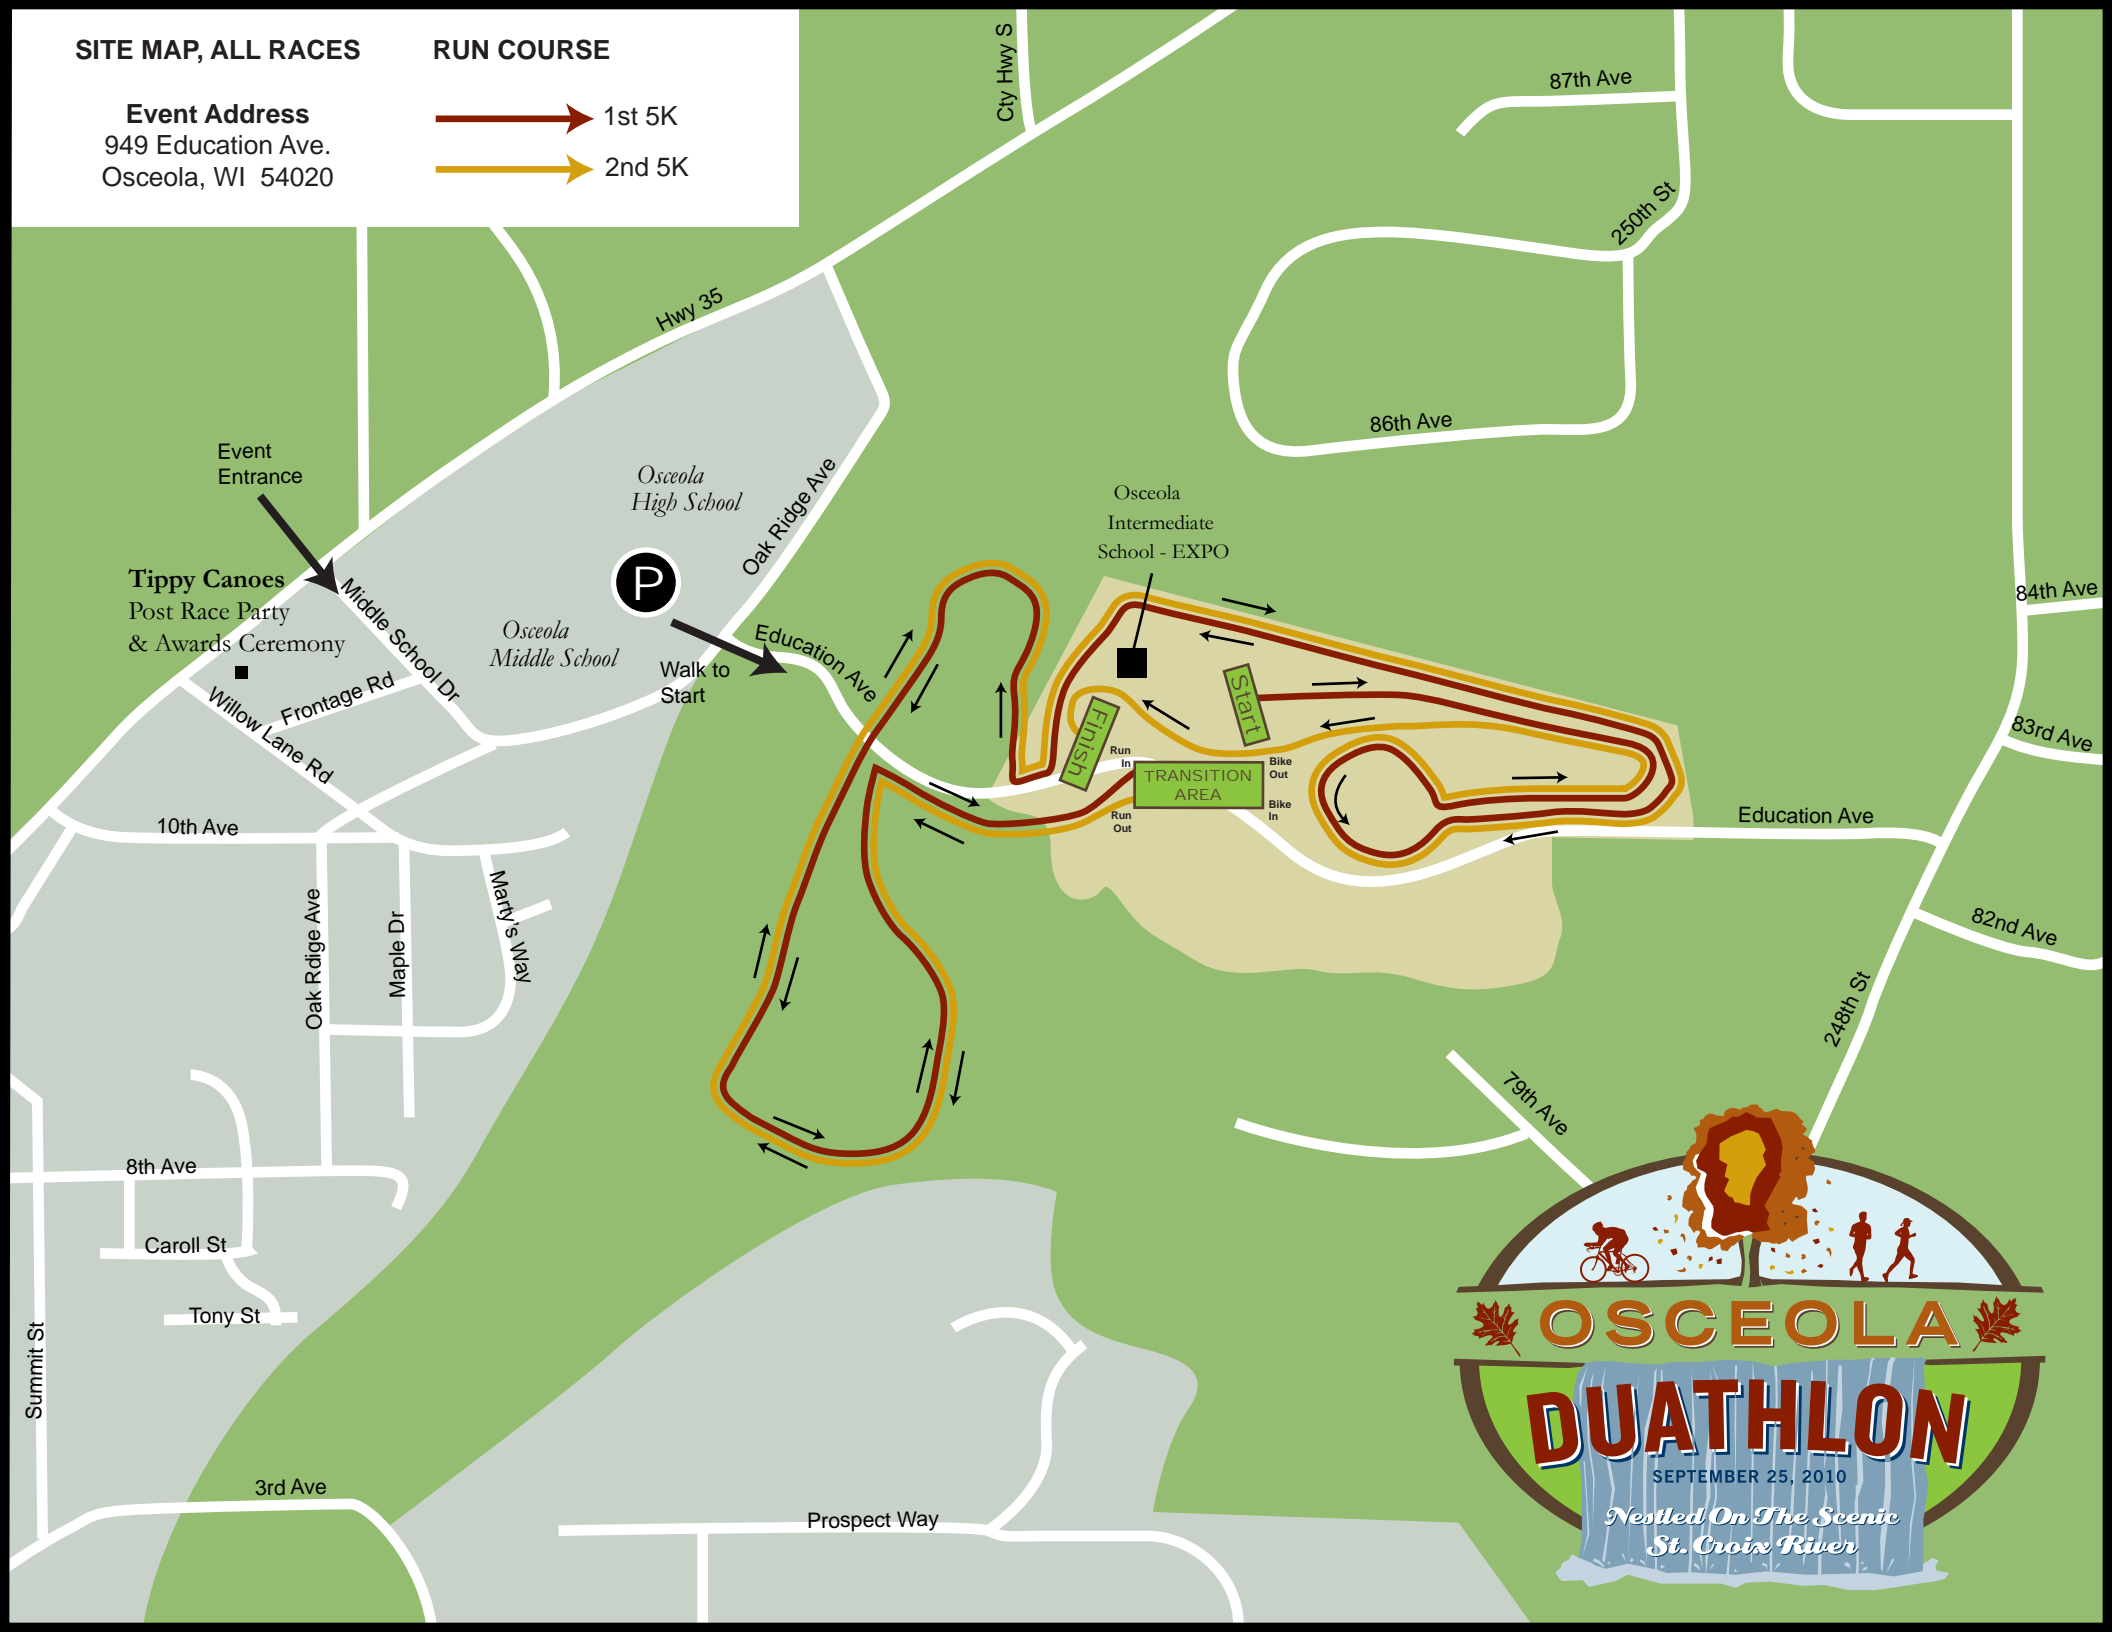 SITE MAP, ALL RACES
Event Address
949 Education Ave.
Osceola, WI 54020
RUN COURSE
1st 5K
2nd 5K
Cty Hwy S
87th Ave
250th St
Hwy 35
86th Ave
Event
Entrance
Osceola
High School
Oak Ridge Ave
Osceola
Intermediate
School - EXPO
P
Tippy Canoes
Post Race Party
& Awards Ceremony
Middle School Dr
Osceola
Middle School
Walk to
Start
Education Ave
84th Ave
Frontage Rd
Willow Lane Rd
Start
Finish
Run
In
TRANSITION
AREA
Bike
Out
Bike
In
Run
Out
83rd Ave
Education Ave
10th Ave
Oak Rdige Ave
Maple Dr
Marty's Way
82nd Ave
248th St
79th Ave
8th Ave
Caroll St
Tony St
Summit St
3rd Ave
Prospect Way
OSCEOLA
DUATHLON
SEPTEMBER 25, 2010
Nestled On The Scenic
St. Croix River